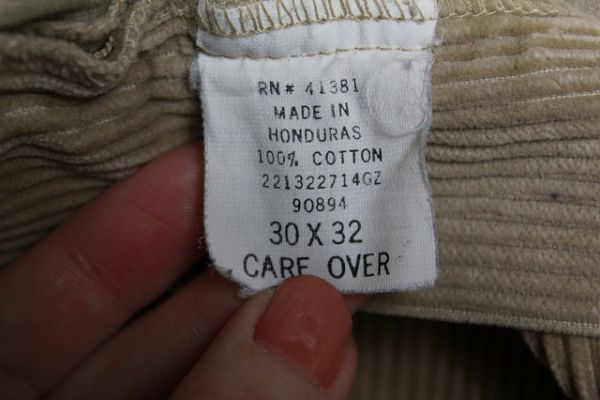 RN# 41381
MADE IN
HONDURAS
100% COTTON
221322714GZ
90894
30 X 32
CARE OVER